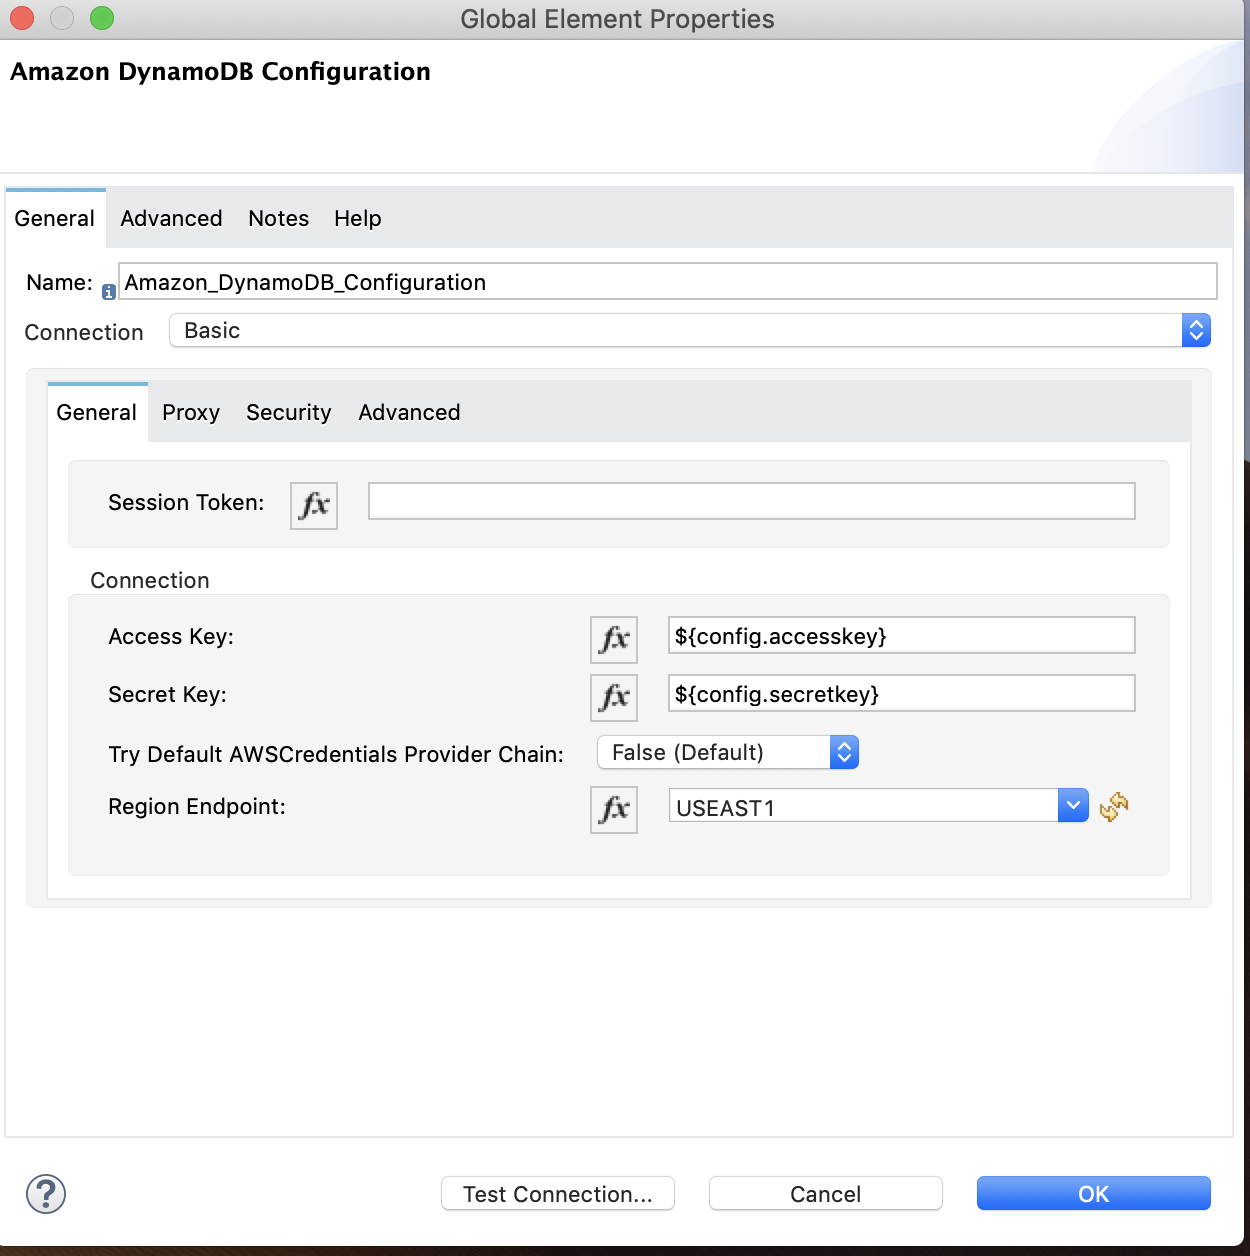 Global Element Properties
Amazon DynamoDB Configuration
General Advanced Notes Help
Name: Amazon_DynamoDB_Configuration
Connection Basic
General Proxy Security Advanced
Session Token: fx
Connection
Access Key: fx ${config.accesskey}
Secret Key: fx ${config.secretkey}
Try Default AWSCredentials Provider Chain: False (Default)
Region Endpoint: fx USEAST1
? Test Connection... Cancel OK